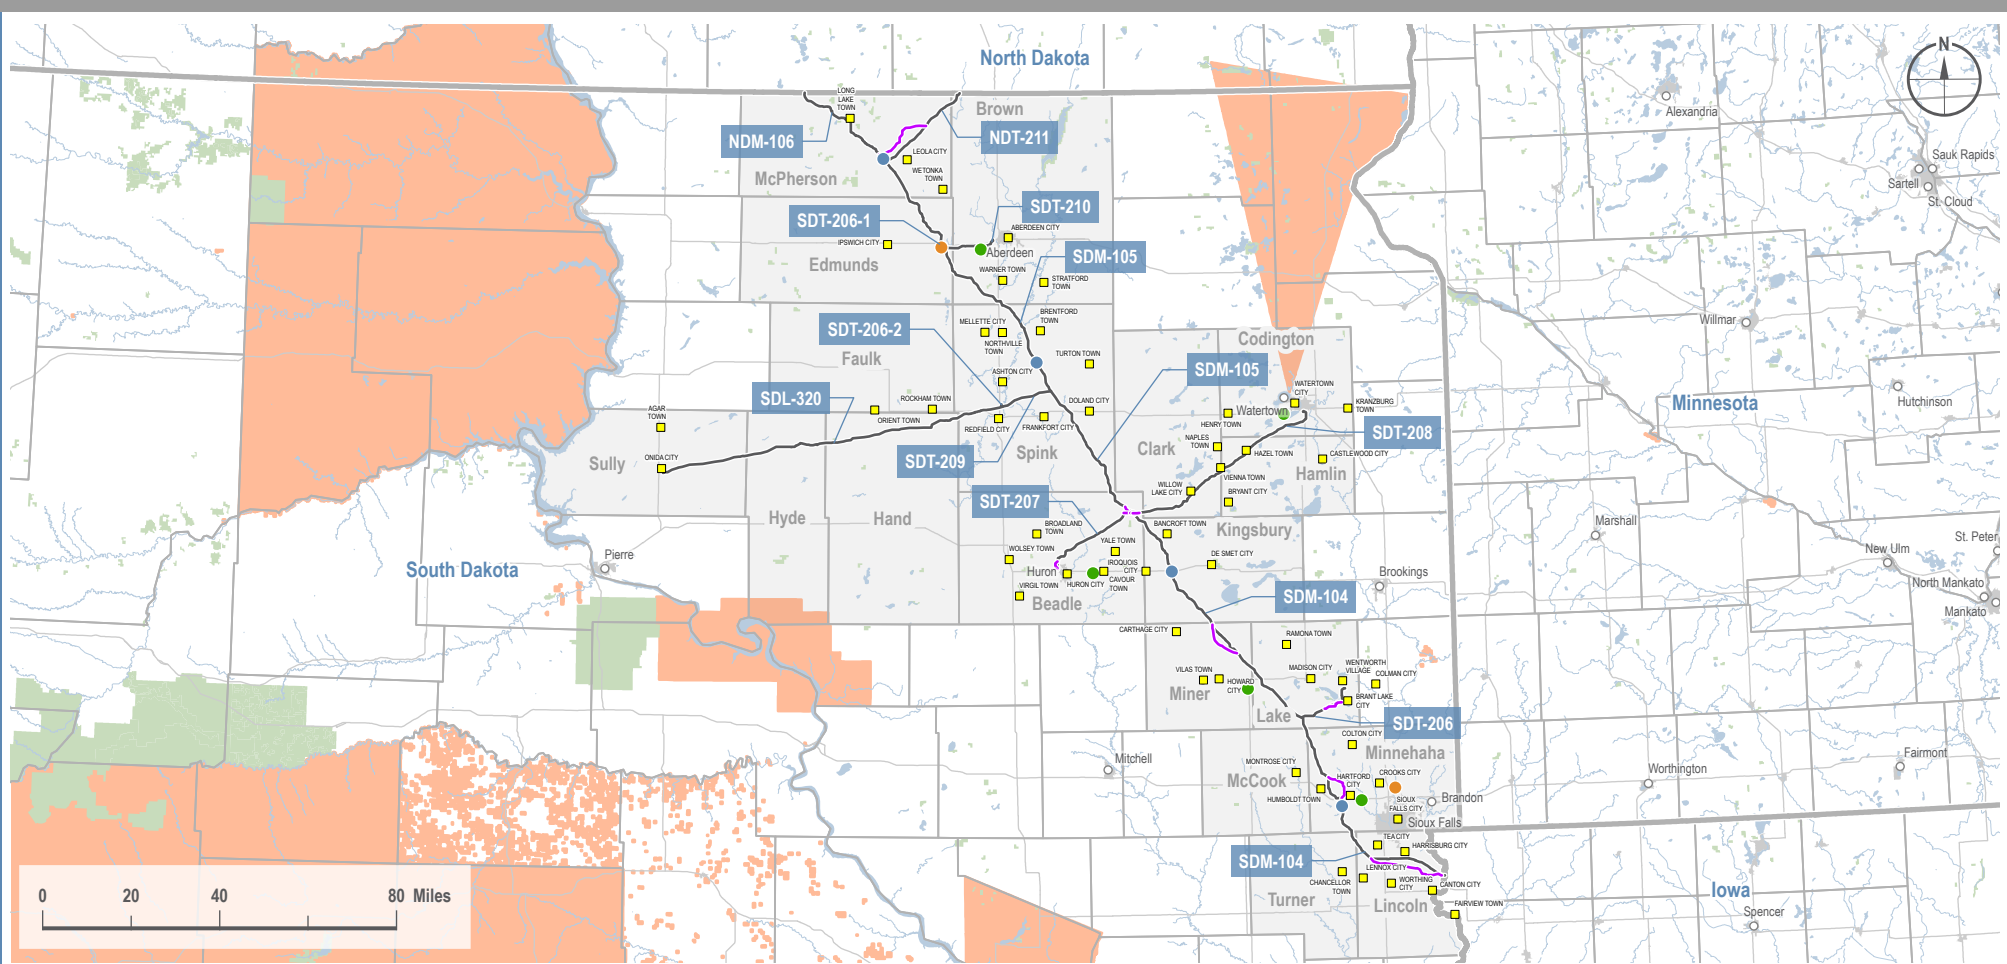 North Dakota
N
LONG
LAKE
TOWN
Brown
Alexandria
NDM-106
NDT-211
LEOLA CITY
WETONKA
TOWN
McPherson
Sauk Rapids
Sartell
St. Cloud
SDT-206-1
SDT-210
ABERDEEN CITY
IPSWICH CITY
Aberdeen
Edmunds
SDM-105
WARNER TOWN
STRATFORD
TOWN
SDT-206-2
MELLETTE CITY
BRENTFORD
TOWN
NORTHVILLE
TOWN
Willmar
Faulk
Codington
TURTON TOWN
ASHTON CITY
SDM-105
SDL-320
WATERTOWN
CITY
Minnesota
Hutchinson
AGAR
TOWN
ROCKHAM TOWN
ORIENT TOWN
DOLAND CITY
REDFIELD CITY
FRANKFORT CITY
Watertown
HENRY TOWN
KRANZBURG
TOWN
SDT-208
NAPLES
TOWN
Clark
Spink
SDT-209
ONIDA CITY
Sully
HAZEL TOWN
CASTLEWOOD CITY
VIENNA TOWN
Hamlin
WILLOW
LAKE CITY
BRYANT CITY
SDT-207
Hyde
Hand
BROADLAND
TOWN
BANCROFT TOWN
Kingsbury
Marshall
WOLSEY TOWN
YALE TOWN
DE SMET CITY
New Ulm
St. Peter
Pierre
South Dakota
Huron
IROQUOIS
CITY
VIRGIL TOWN
HURON CITY
CAVOUR
TOWN
Brookings
North Mankato
Mankato
Beadle
SDM-104
CARTHAGE CITY
RAMONA TOWN
VILAS TOWN
HOWARD
CITY
MADISON CITY
WENTWORTH
VILLAGE
COLMAN CITY
Miner
BRANT LAKE
CITY
Lake
SDT-206
COLTON CITY
Minnehaha
Mitchell
MONTROSE CITY
McCook
HARTFORD
CITY
CROOKS CITY
HUMBOLDT TOWN
SIOUX
FALLS CITY
Brandon
Sioux Falls
Worthington
Fairmont
TEA CITY
HARRISBURG CITY
SDM-104
LENNOX CITY
CHANCELLOR
TOWN
WORTHING
CITY
CANTON CITY
Turner
Lincoln
FAIRVIEW TOWN
Iowa
Spencer
0 20 40 80 Miles